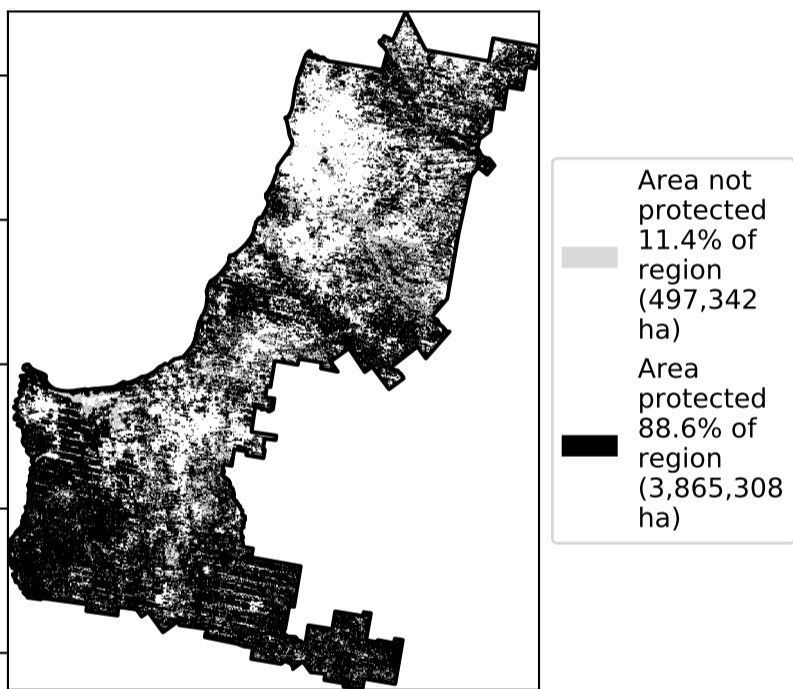 Area not
protected
11.4% of
region
(497,342
ha)
Area
protected
88.6% of
region
(3,865,308
ha)